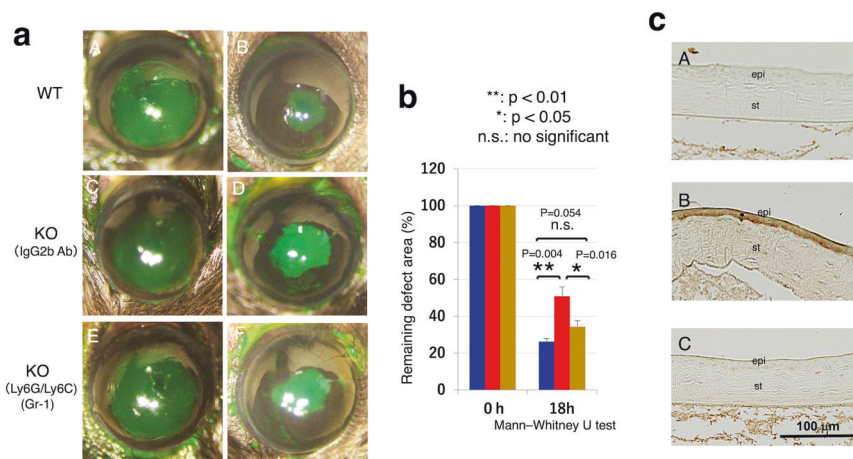 a
WT
A
B
KO
(IgG2b Ab)
C
D
KO
(Ly6G/Ly6C)
(Gr-1)
E
F
b
**: p < 0.01
*: p < 0.05
n.s.: no significant
Remaining defect area (%)
120
100
80
60
40
20
0
P=0.054
n.s.
P=0.004
**
P=0.016
*
0 h
18h
Mann–Whitney U test
c
A
epi
st
B
epi
st
C
epi
st
100 µm